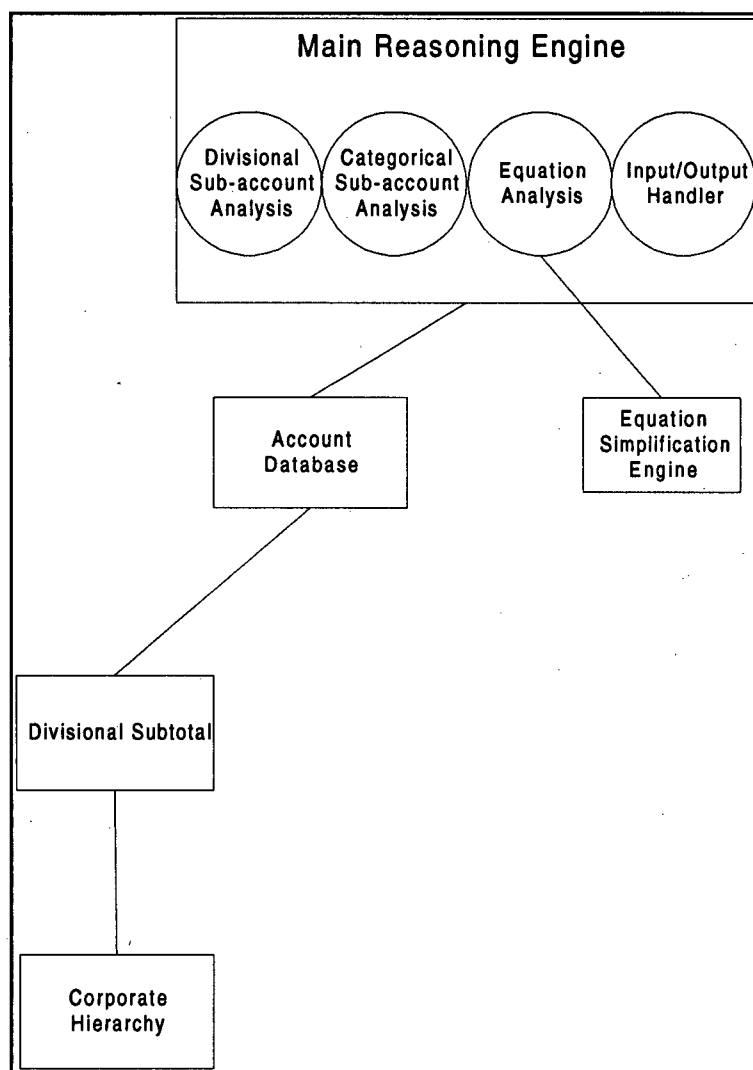 Main Reasoning Engine
Divisional
Sub-account
Analysis
Categorical
Sub-account
Analysis
Equation
Analysis
Input/Output
Handler
Account
Database
Equation
Simplification
Engine
Divisional Subtotal
Corporate
Hierarchy